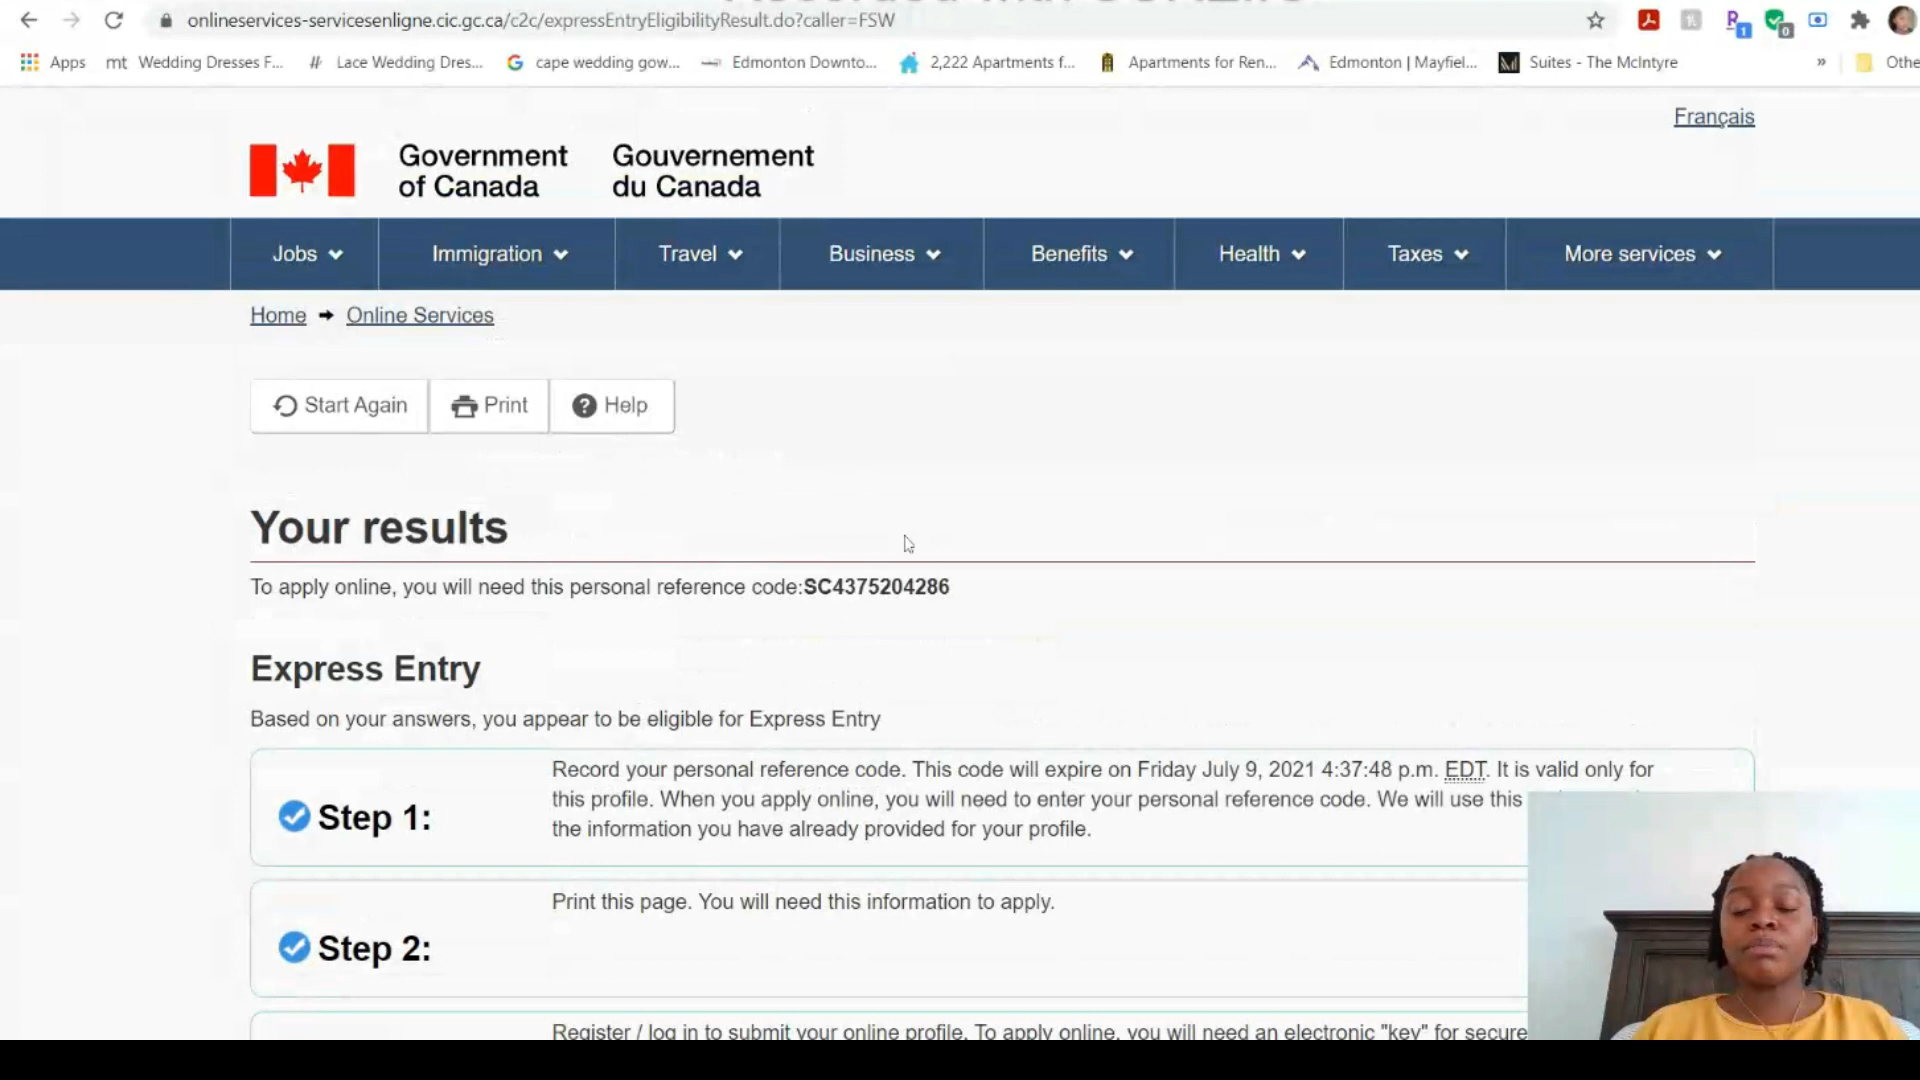 onlineservices-servicesenligne.cic.gc.ca/c2c/expressEntryEligibilityResult.do?caller=FSW
1
0
Apps
mt Wedding Dresses F...
Lace Wedding Dres...
cape wedding gow...
Edmonton Downto...
2,222 Apartments f...
Apartments for Ren...
Edmonton | Mayfiel...
Suites - The McIntyre
»
Othe
Français
Government of Canada
Gouvernement du Canada
Jobs
Immigration
Travel
Business
Benefits
Health
Taxes
More services
Home
Online Services
Start Again
Print
Help
Your results
To apply online, you will need this personal reference code:SC4375204286
Express Entry
Based on your answers, you appear to be eligible for Express Entry
Step 1:
Record your personal reference code. This code will expire on Friday July 9, 2021 4:37:48 p.m. EDT. It is valid only for
this profile. When you apply online, you will need to enter your personal reference code. We will use this
the information you have already provided for your profile.
Step 2:
Print this page. You will need this information to apply.
Register / log in to submit your online profile. To apply online, you will need an electronic "key" for secure